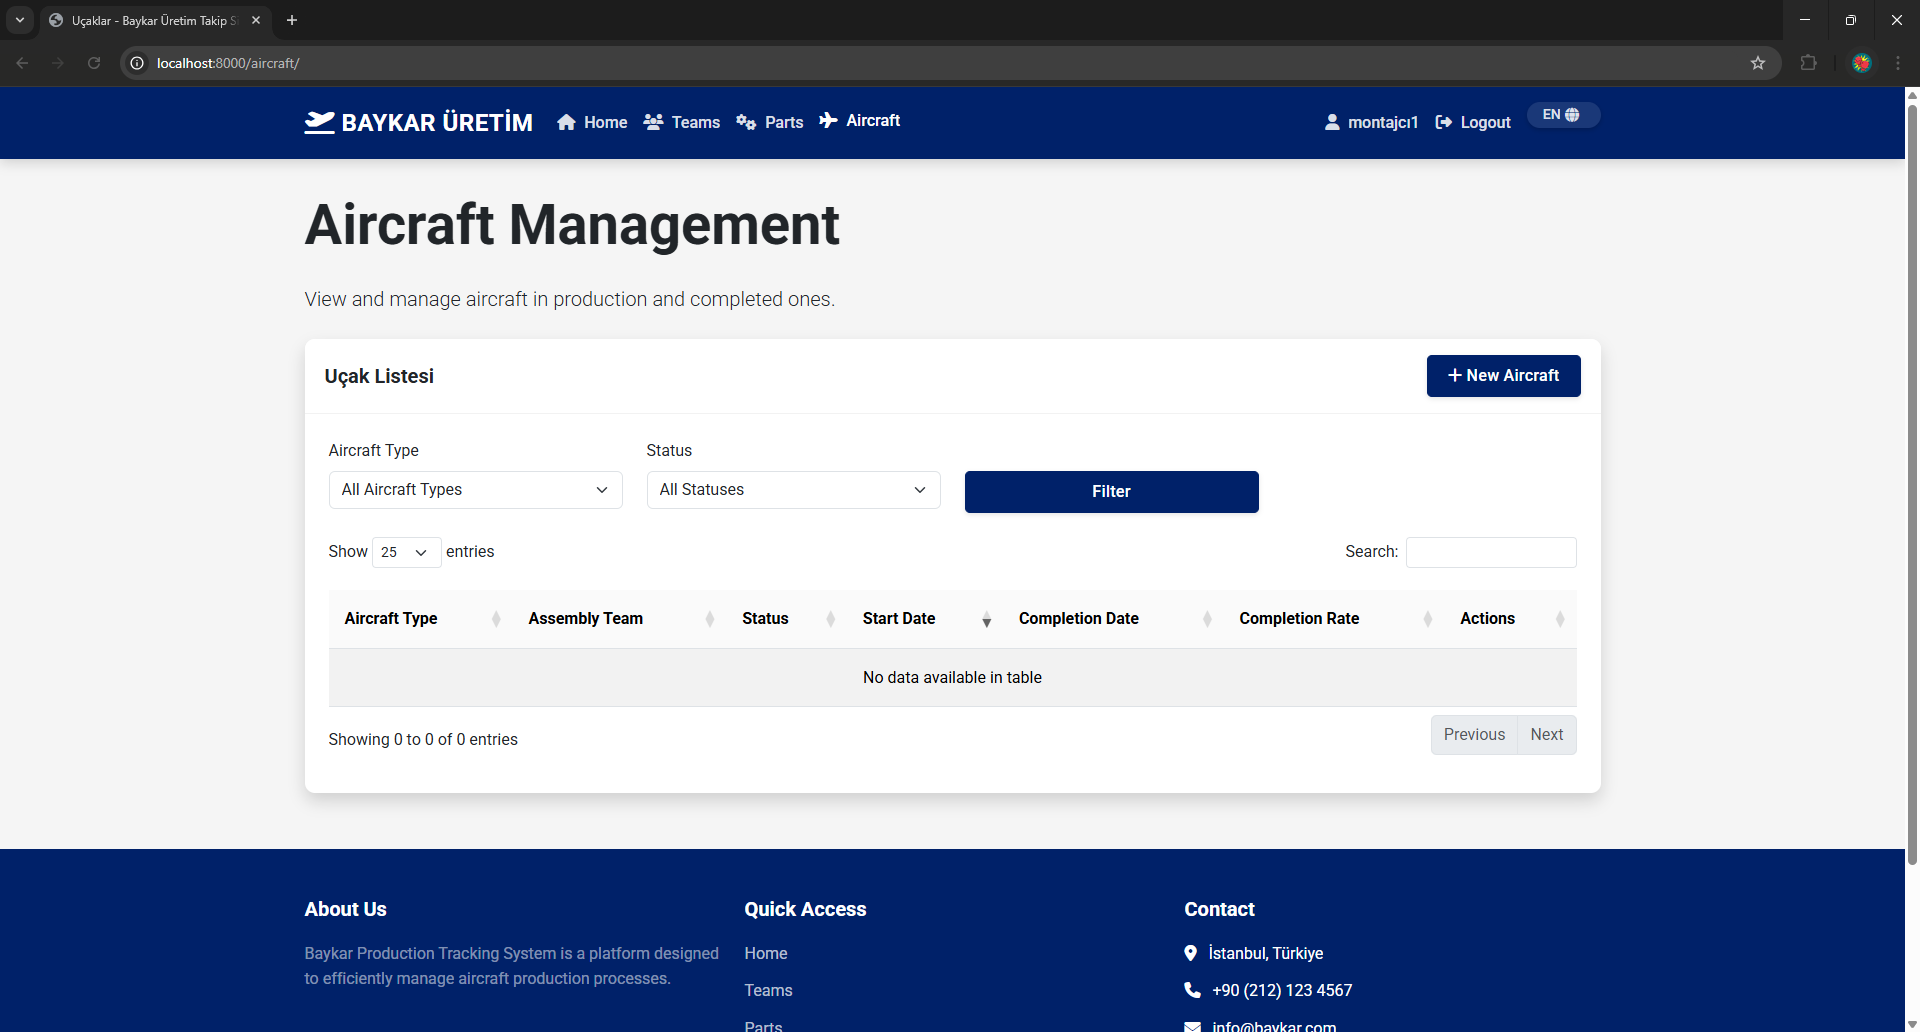 Uçaklar - Baykar Üretim Takip S
localhost:8000/aircraft/
BAYKAR ÜRETİM
Home
Teams
Parts
Aircraft
montajcı1
Logout
EN
Aircraft Management
View and manage aircraft in production and completed ones.
Uçak Listesi
New Aircraft
Aircraft Type
Status
All Aircraft Types
All Statuses
Filter
Show 25 entries
Search:
Aircraft Type
Assembly Team
Status
Start Date
Completion Date
Completion Rate
Actions
No data available in table
Showing 0 to 0 of 0 entries
Previous
Next
About Us
Baykar Production Tracking System is a platform designed
to efficiently manage aircraft production processes.
Quick Access
Home
Teams
Parts
Contact
İstanbul, Türkiye
+90 (212) 123 4567
info@baykar.com